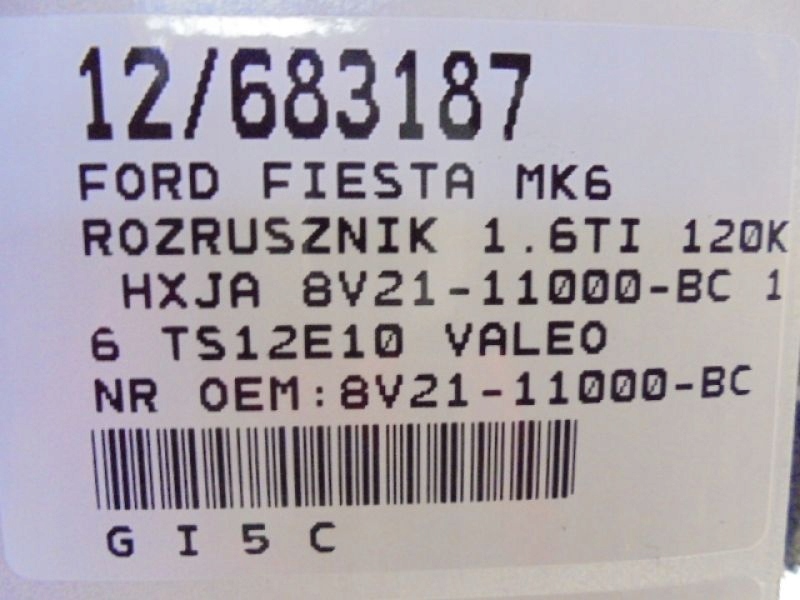 12/683187
FORD FIESTA MK6
ROZRUSZNIK 1.6TI 120K
HXJA 8V21-11000-BC 1
6 TS12E10 VALEO
NR OEM:8V21-11000-BC
G I 5 C